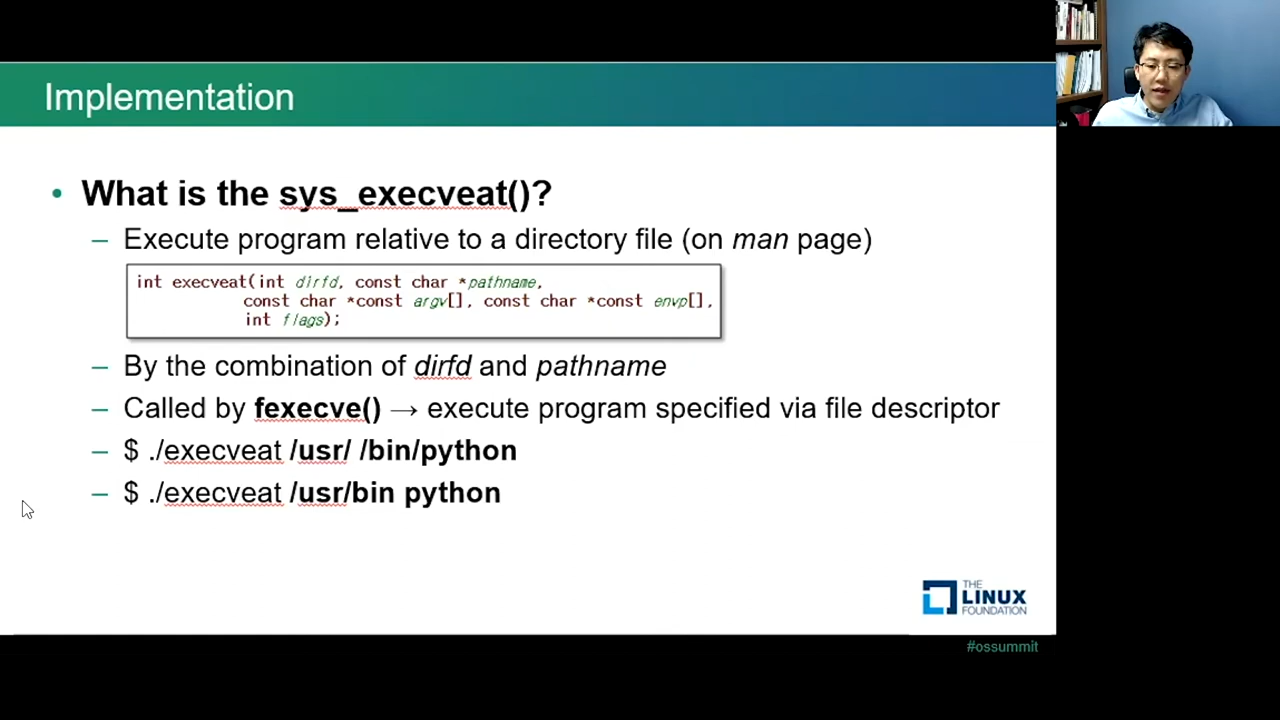 Implementation
• What is the sys_execveat()?
– Execute program relative to a directory file (on man page)
int execveat(int dirfd, const char *pathname,
const char *const argv[], const char *const envp[],
int flags);
– By the combination of dirfd and pathname
– Called by fexecve() → execute program specified via file descriptor
– $ ./execveat /usr/ /bin/python
– $ ./execveat /usr/bin python
THE
LINUX
FOUNDATION
#ossummit